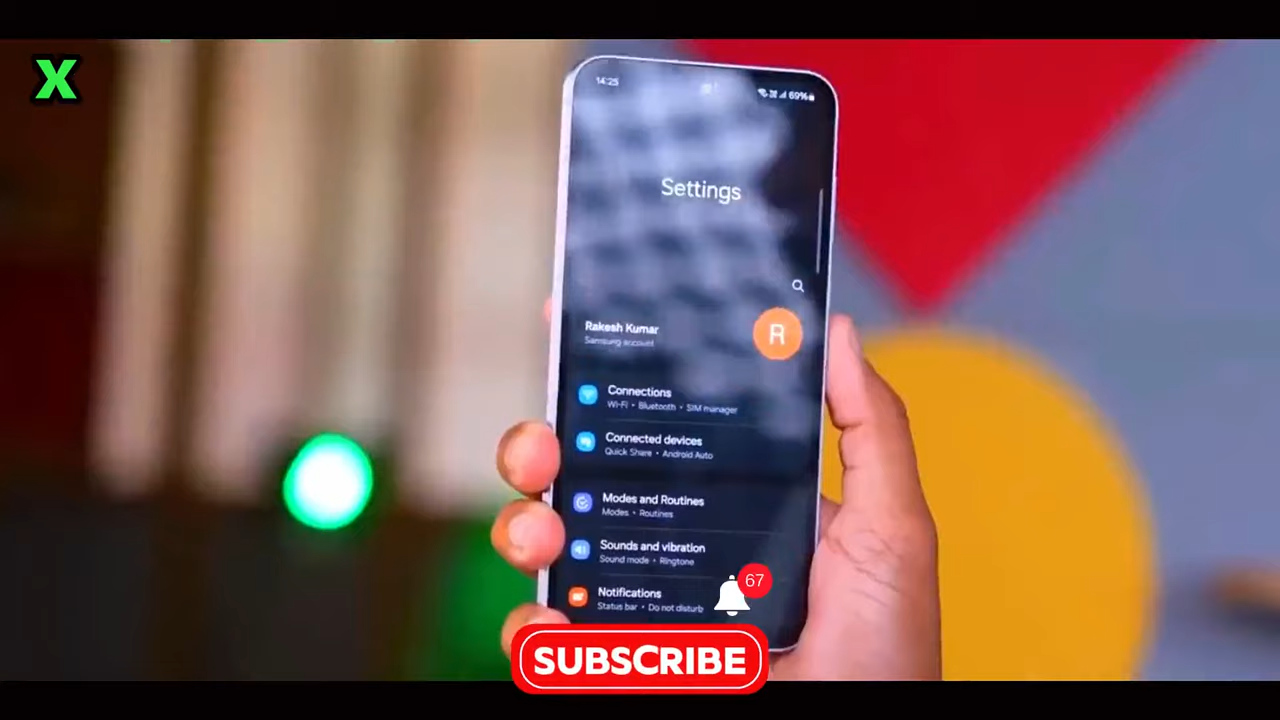 X
14:25
69%
Settings
Rakesh Kumar
Samsung account
Connections
Wi-Fi • Bluetooth • SIM manager
Connected devices
Quick Share • Android Auto
Modes and Routines
Modes • Routines
Sounds and vibration
Sound mode • Ringtone
Notifications
Status bar • Do not disturb
67
SUBSCRIBE
R